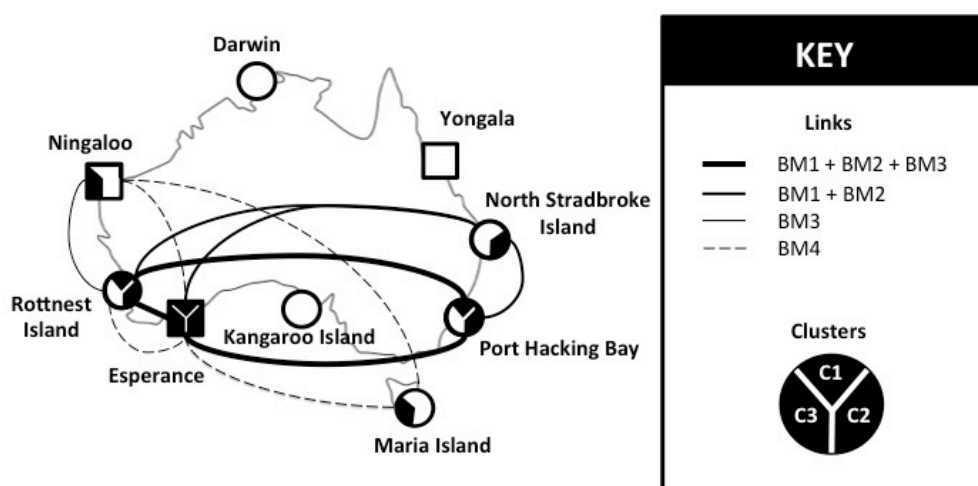 Darwin
Ningaloo
Yongala
North Stradbroke
Island
Rottnest
Island
Kangaroo Island
Port Hacking Bay
Esperance
Maria Island
KEY
Links
BM1 + BM2 + BM3
BM1 + BM2
BM3
BM4
Clusters
C1
C3 C2